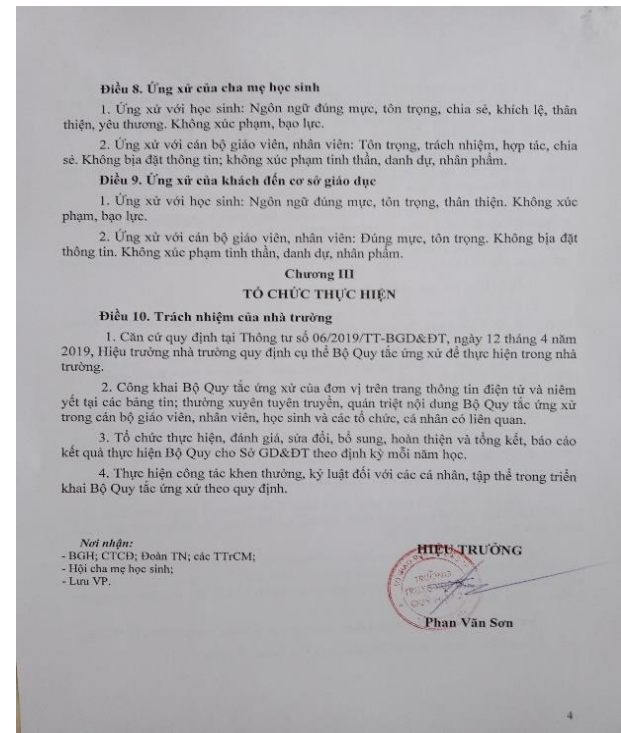 Điều 8. Ứng xử của cha mẹ học sinh
1. Ứng xử với học sinh: Ngôn ngữ đúng mực, tôn trọng, chia sẻ, khích lệ, thân
thiện, yêu thương. Không xúc phạm, bạo lực.
2. Ứng xử với cán bộ giáo viên, nhân viên: Tôn trọng, trách nhiệm, hợp tác, chia
sẻ. Không bịa đặt thông tin; không xúc phạm tinh thần, danh dự, nhân phẩm.
Điều 9. Ứng xử của khách đến cơ sở giáo dục
1. Ứng xử với học sinh: Ngôn ngữ đúng mực, tôn trọng, thân thiện. Không xúc
phạm, bạo lực.
2. Ứng xử với cán bộ giáo viên, nhân viên: Đúng mực, tôn trọng. Không bịa đặt
thông tin. Không xúc phạm tinh thần, danh dự, nhân phẩm.
Chương III
TỔ CHỨC THỰC HIỆN
Điều 10. Trách nhiệm của nhà trường
1. Căn cứ quy định tại Thông tư số 06/2019/TT-BGD&ĐT, ngày 12 tháng 4 năm
2019, Hiệu trưởng nhà trường quy định cụ thể Bộ Quy tắc ứng xử để thực hiện trong nhà
trường.
2. Công khai Bộ Quy tắc ứng xử của đơn vị trên trang thông tin điện tử và niêm
yết tại các bảng tin; thường xuyên tuyên truyền, quán triệt nội dung Bộ Quy tắc ứng xử
trong cán bộ giáo viên, nhân viên, học sinh và các tổ chức, cá nhân có liên quan.
3. Tổ chức thực hiện, đánh giá, sửa đổi, bổ sung, hoàn thiện và tổng kết, báo cáo
kết quả thực hiện Bộ Quy cho Sở GD&ĐT theo định kỳ mỗi năm học.
4. Thực hiện công tác khen thưởng, kỷ luật đối với các cá nhân, tập thể trong triển
khai Bộ Quy tắc ứng xử theo quy định.
Nơi nhận:
- BGH; CTCĐ; Đoàn TN; các TTrCM;
- Hội cha mẹ học sinh;
- Lưu VP.
HIỆU TRƯỞNG
TRƯỜNG
Phan Văn Sơn
4